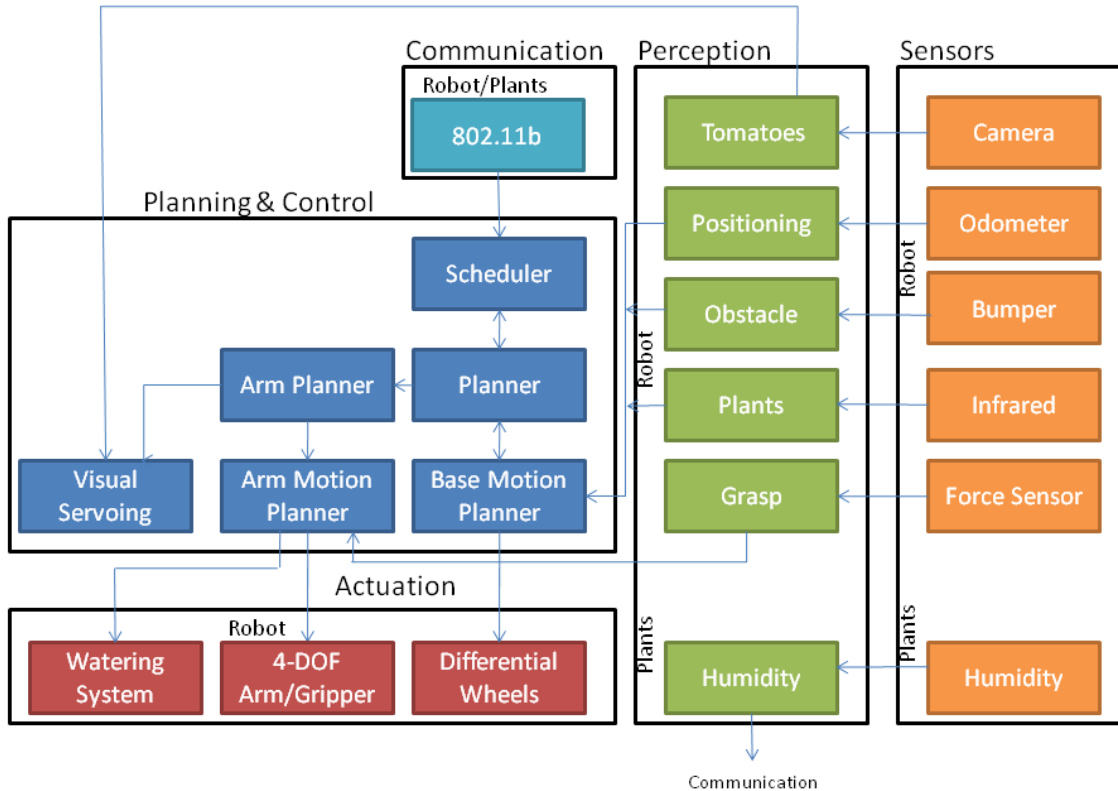 Communication
Perception
Sensors
Robot/Plants
802.11b
Tomatoes
Camera
Planning & Control
Positioning
Odometer
Robot
Scheduler
Obstacle
Bumper
Robot
Arm Planner
Planner
Plants
Infrared
Visual
Servoing
Arm Motion
Planner
Base Motion
Planner
Grasp
Force Sensor
Actuation
Robot
Plants
Plants
Watering
System
4-DOF
Arm/Gripper
Differential
Wheels
Humidity
Humidity
Communication